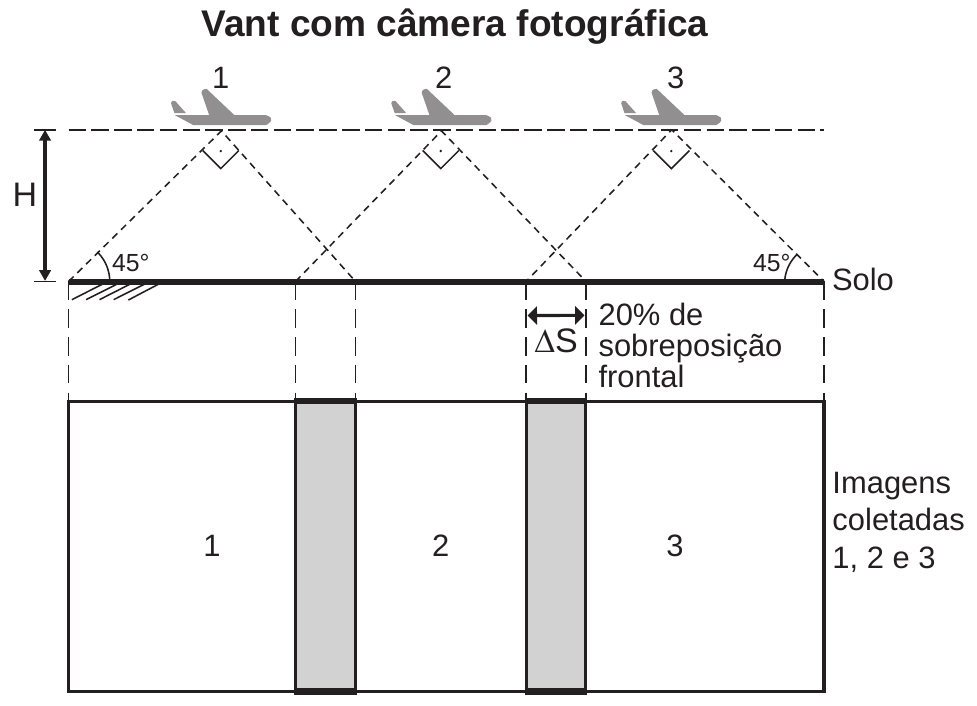 Vant com câmera fotográfica
1
2
3
H
45°
45°
Solo
ΔS
20% de
sobreposição
frontal
1
2
3
Imagens
coletadas
1, 2 e 3